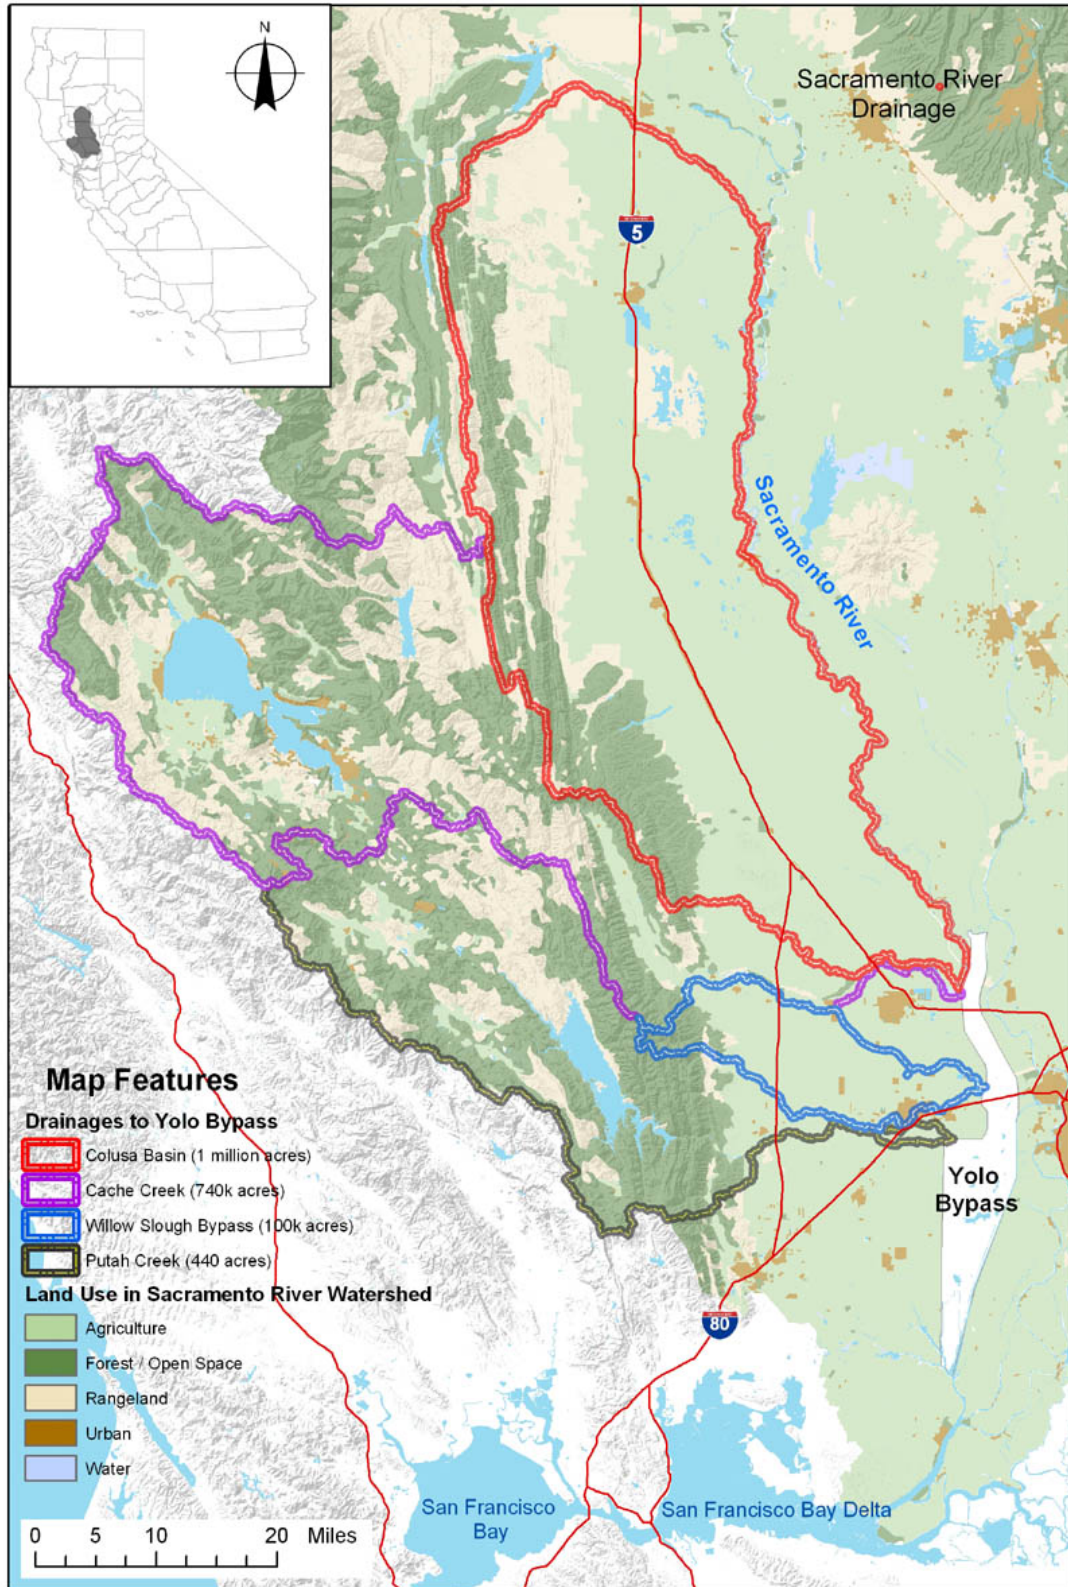 N
Sacramento River
Drainage
5
Sacramento River
Map Features
Drainages to Yolo Bypass
Colusa Basin (1 million acres)
Cache Creek (740k acres)
Willow Slough Bypass (100k acres)
Putah Creek (440 acres)
Land Use in Sacramento River Watershed
Agriculture
Forest / Open Space
Rangeland
Urban
Water
Yolo
Bypass
80
San Francisco
Bay
San Francisco Bay Delta
0 5 10 20 Miles